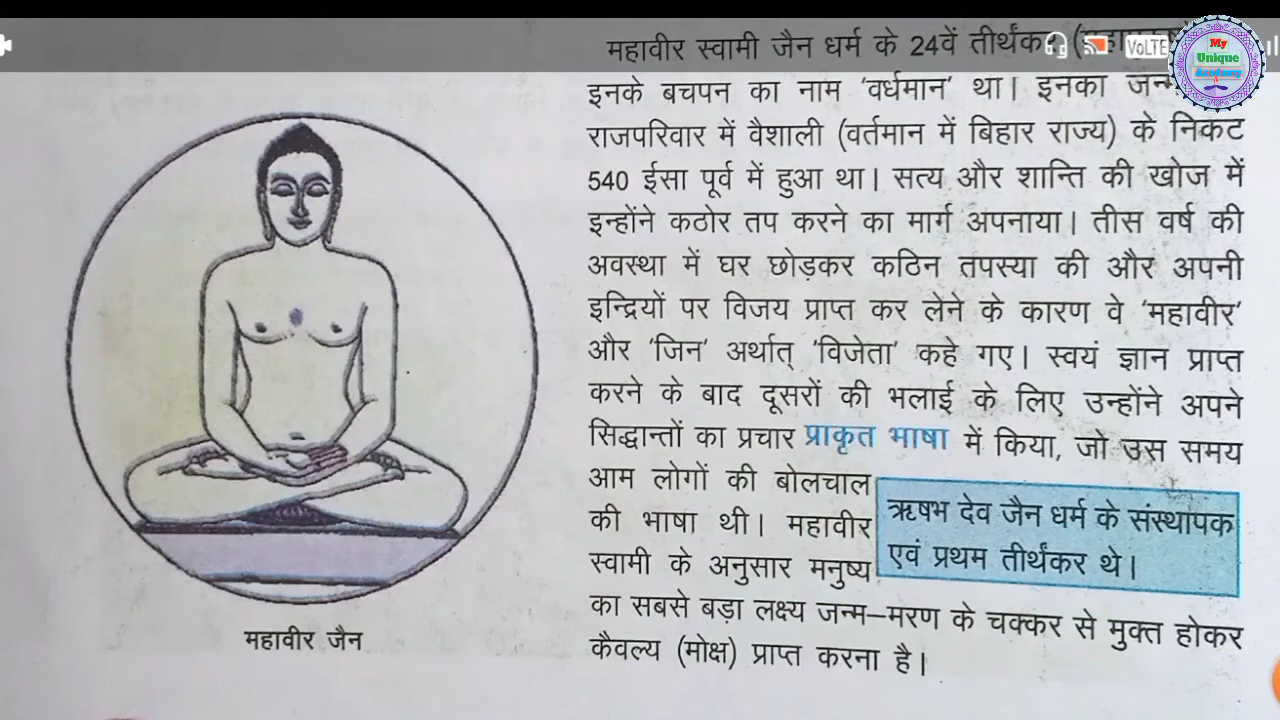 महावीर स्वामी जैन धर्म के 24वें
VoLTE
My
Unique
Academy
इनके बचपन का नाम 'वर्धमान' था। इनका
राजपरिवार में वैशाली (वर्तमान में बिहार राज्य) के निकट
540 ईसा पूर्व में हुआ था। सत्य और शान्ति की खोज में
इन्होंने कठोर तप करने का मार्ग अपनाया। तीस वर्ष की
अवस्था में घर छोड़कर कठिन तपस्या की और अपनी
इन्द्रियों पर विजय प्राप्त कर लेने के कारण वे 'महावीर'
और 'जिन' अर्थात् 'विजेता' कहे गए। स्वयं ज्ञान प्राप्त
करने के बाद दूसरों की भलाई के लिए उन्होंने अपने
सिद्धान्तों का प्रचार प्राकृत भाषा में किया, जो उस समय
आम लोगों की बोलचाल
की भाषा थी। महावीर
स्वामी के अनुसार मनुष्य
ऋषभ देव जैन धर्म के संस्थापक
एवं प्रथम तीर्थंकर थे।
का सबसे बड़ा लक्ष्य जन्म–मरण के चक्कर से मुक्त होकर
कैवल्य (मोक्ष) प्राप्त करना है।
महावीर जैन